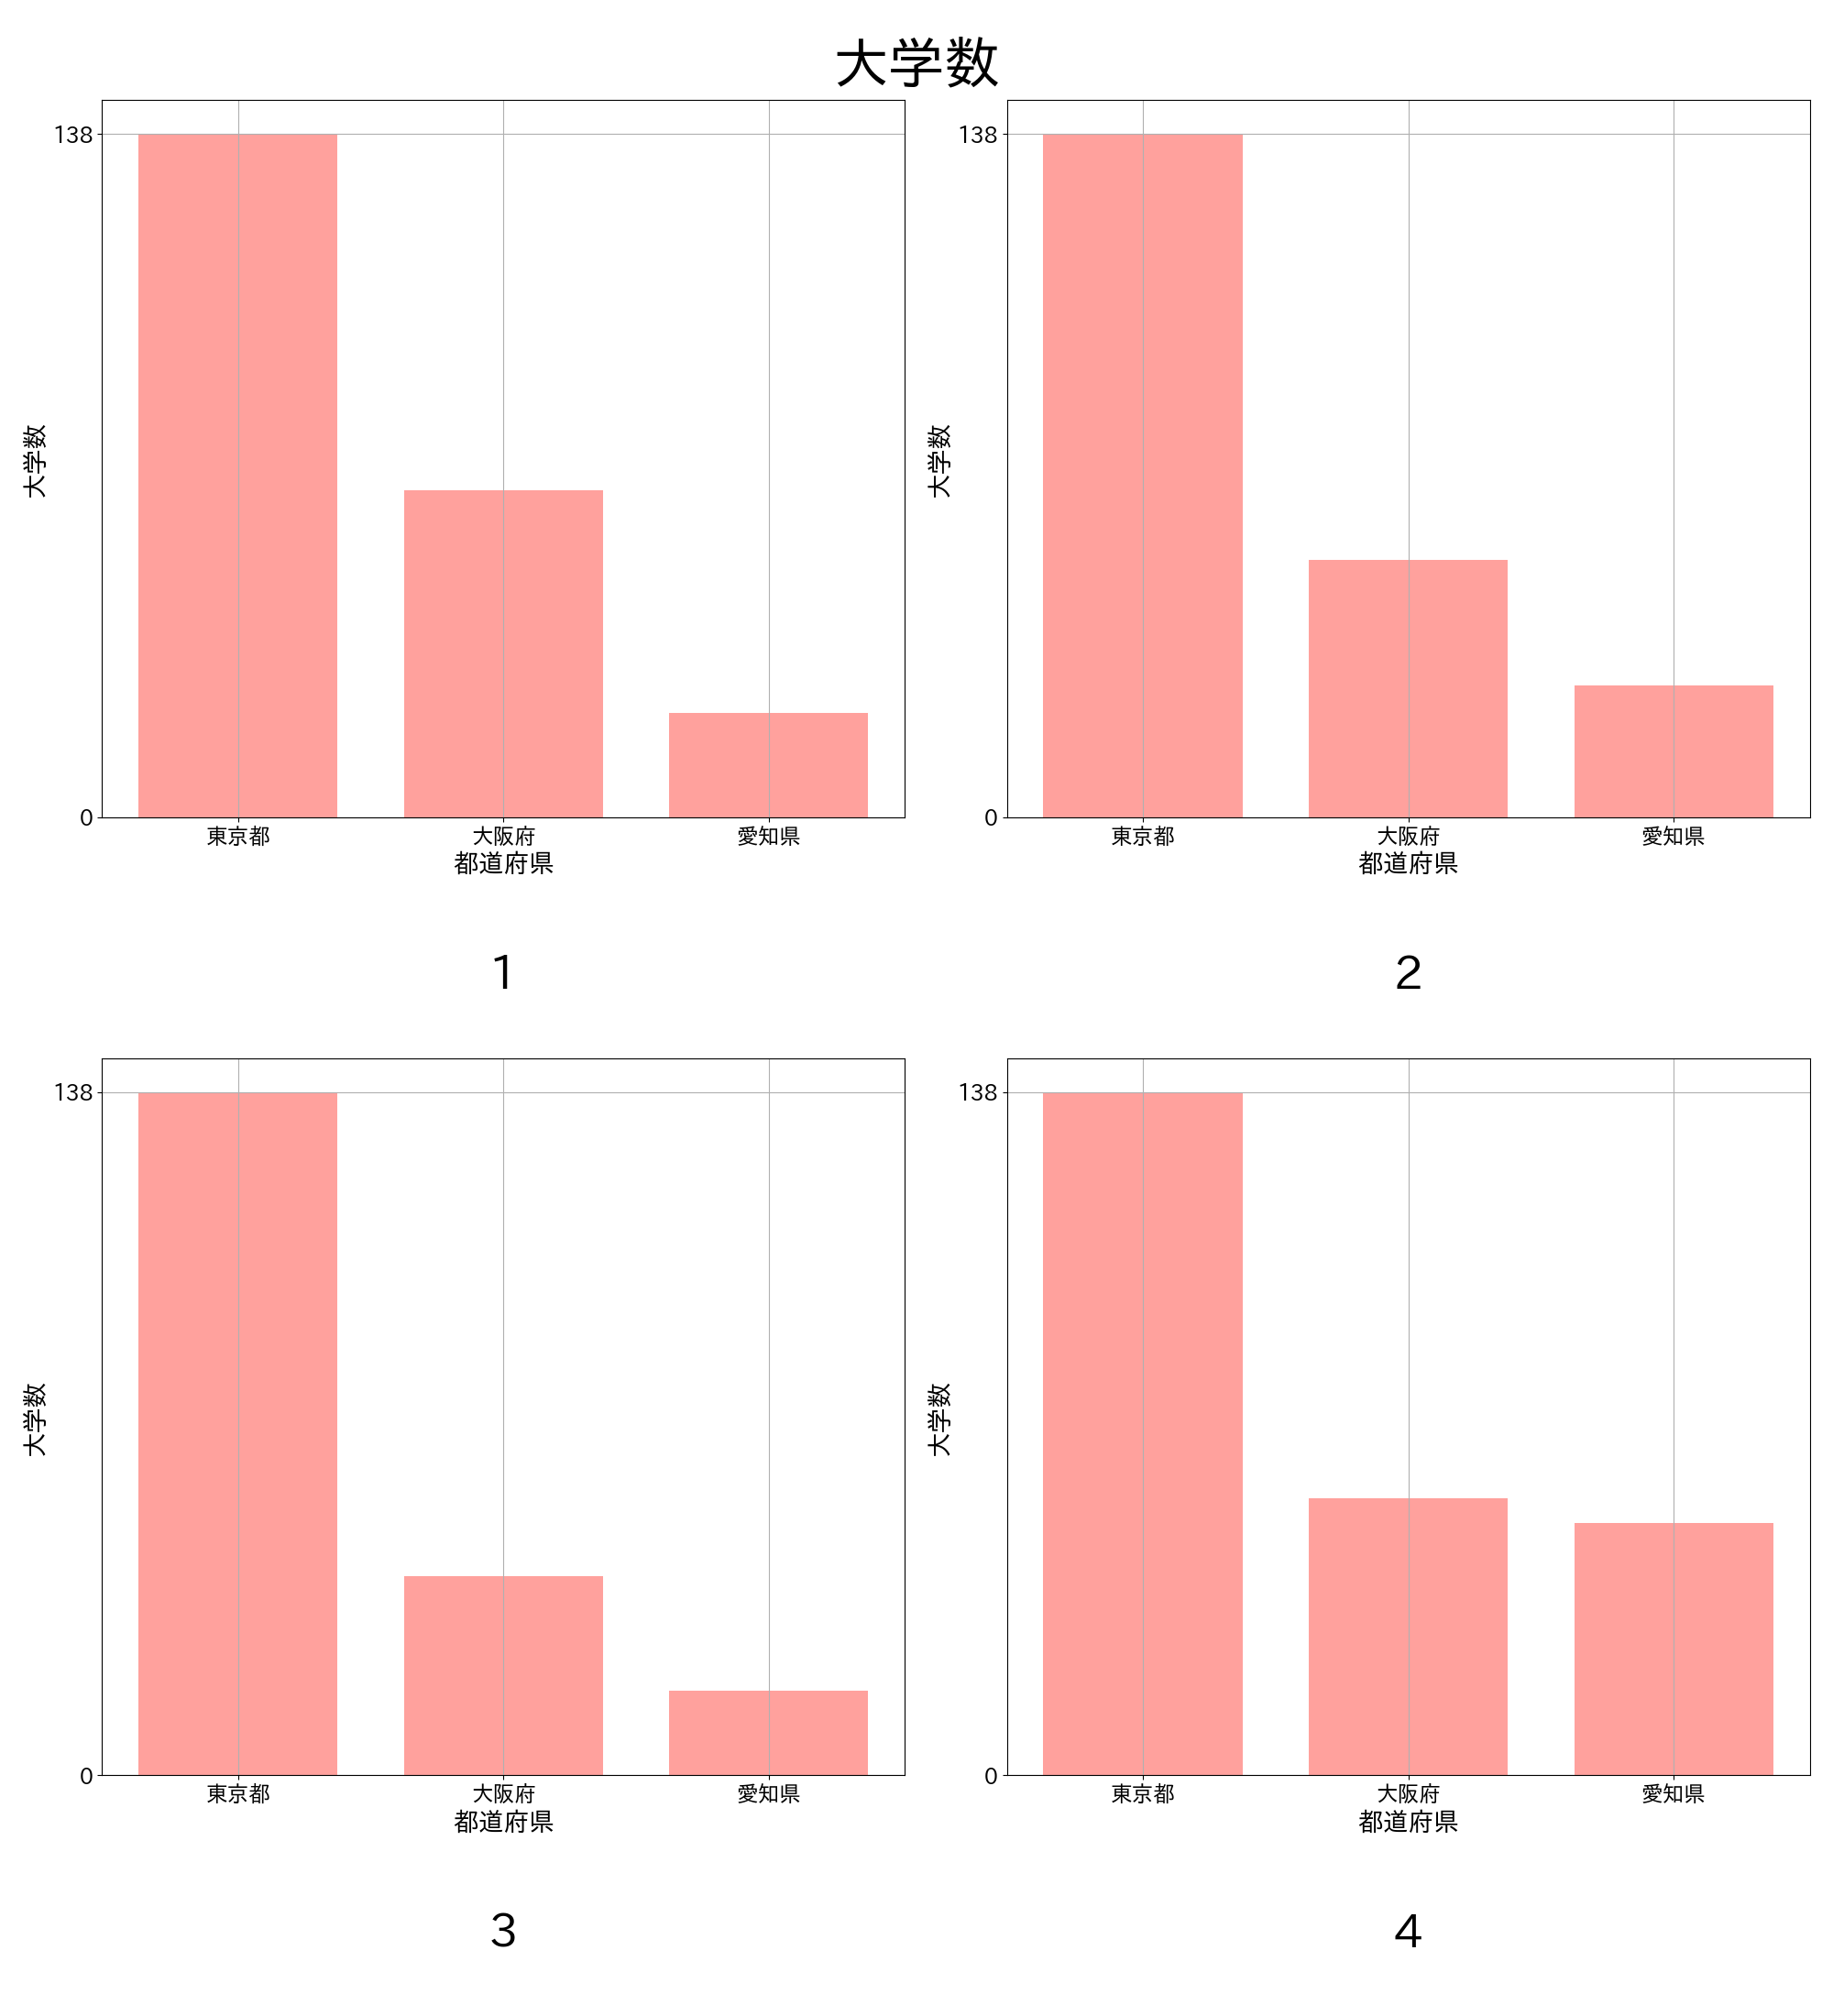 大学数
138
0
大学数
東京都 大阪府 愛知県
都道府県
1
138
0
大学数
東京都 大阪府 愛知県
都道府県
2
138
0
大学数
東京都 大阪府 愛知県
都道府県
3
138
0
大学数
東京都 大阪府 愛知県
都道府県
4